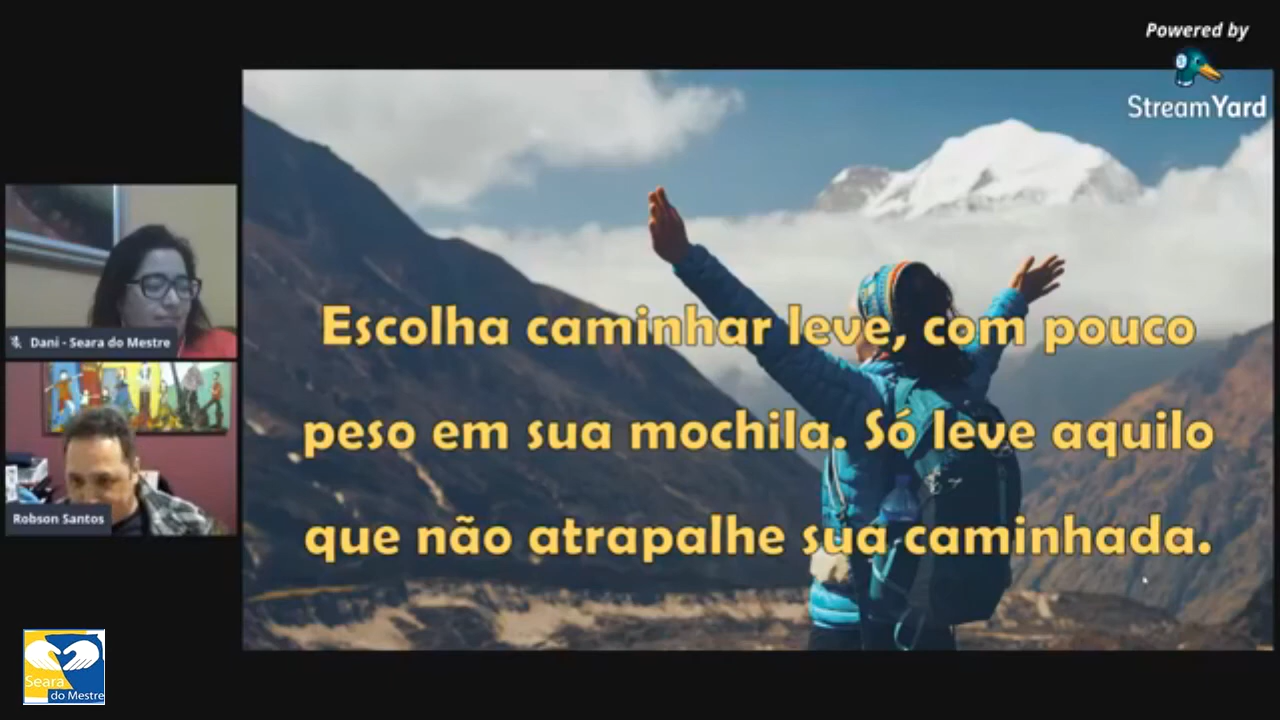 Powered by
StreamYard
Dani - Seara do Mestre
Robson Santos
Escolha caminhar leve, com pouco
peso em sua mochila. Só leve aquilo
que não atrapalhe sua caminhada.
Seara
do Mestre